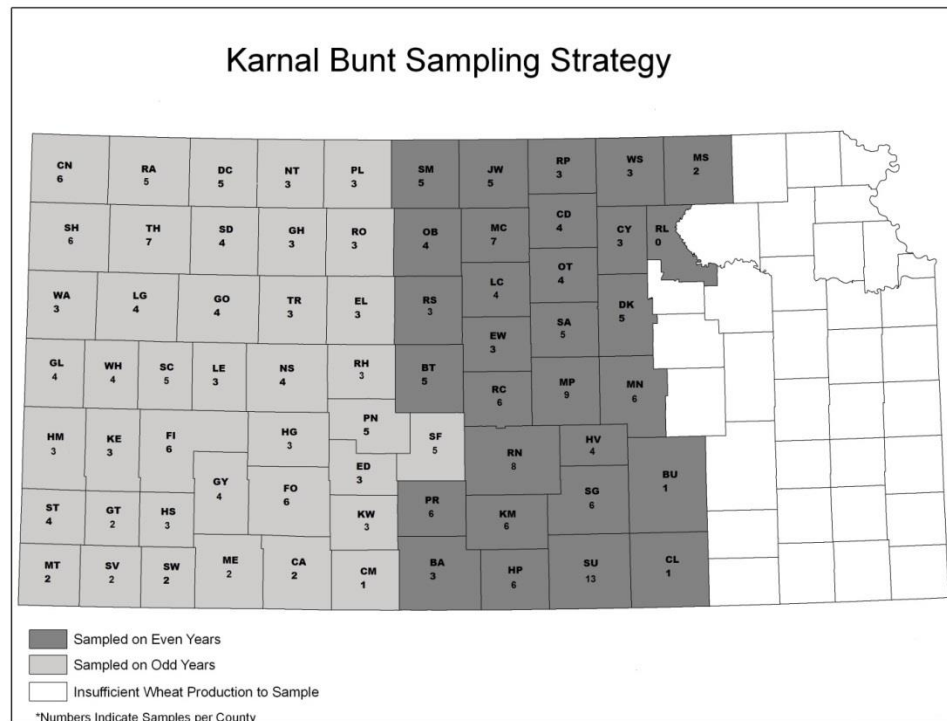 Karnal Bunt Sampling Strategy
CN
6
RA
5
DC
5
NT
3
PL
3
SM
5
JW
5
RP
3
WS
3
MS
2
SH
6
TH
7
SD
4
GH
3
RO
3
OB
4
MC
7
CD
4
CY
3
RL
0
WA
3
LG
4
GO
4
TR
3
EL
3
RS
3
LC
4
OT
4
DK
5
GL
4
WH
4
SC
5
LE
3
NS
4
RH
3
BT
5
EW
3
SA
5
RC
6
MP
9
MN
6
HM
3
KE
3
FI
6
HG
3
PN
5
SF
5
RN
8
HV
4
BU
1
GY
4
FO
6
ED
3
ST
4
GT
2
HS
3
KW
3
PR
6
KM
6
SG
6
MT
2
SV
2
SW
2
ME
2
CA
2
CM
1
BA
3
HP
6
SU
13
CL
1
Sampled on Even Years
Sampled on Odd Years
Insufficient Wheat Production to Sample
*Numbers Indicate Samples per County